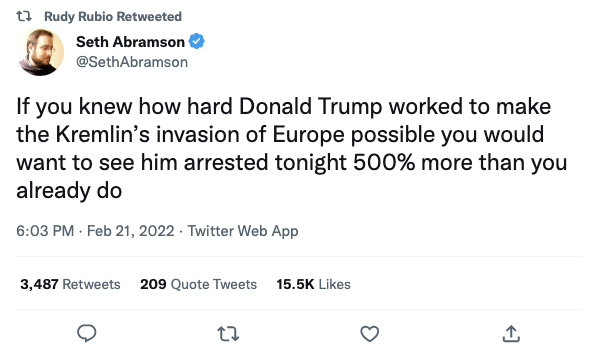 Rudy Rubio Retweeted
Seth Abramson
@SethAbramson
If you knew how hard Donald Trump worked to make
the Kremlin’s invasion of Europe possible you would
want to see him arrested tonight 500% more than you
already do
6:03 PM · Feb 21, 2022 · Twitter Web App
3,487 Retweets 209 Quote Tweets 15.5K Likes